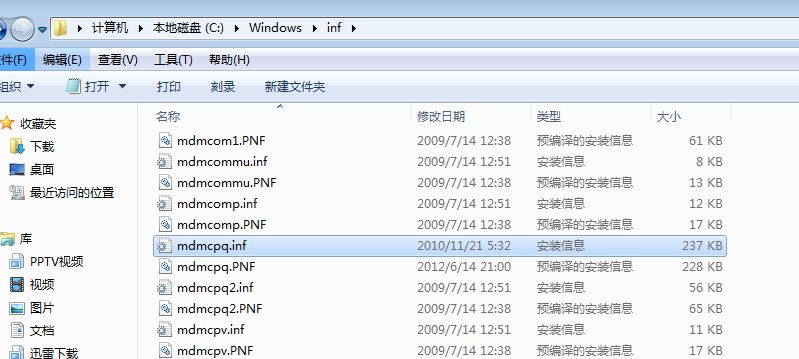 计算机 本地磁盘 (C:) Windows inf
件(F) 编辑(E) 查看(V) 工具(T) 帮助(H)
组织 打开 打印 刻录 新建文件夹
名称 修改日期 类型 大小
收藏夹
下载
桌面
最近访问的位置
库
PPTV视频
视频
图片
文档
迅雷下载
mdmcom1.PNF 2009/7/14 12:38 预编译的安装信息 61 KB
mdmcommu.inf 2009/7/14 12:51 安装信息 8 KB
mdmcommu.PNF 2009/7/14 12:38 预编译的安装信息 13 KB
mdmcomp.inf 2009/7/14 12:51 安装信息 12 KB
mdmcomp.PNF 2009/7/14 12:38 预编译的安装信息 17 KB
mdmcpq.inf 2010/11/21 5:32 安装信息 237 KB
mdmcpq.PNF 2012/6/14 21:00 预编译的安装信息 228 KB
mdmcpq2.inf 2009/7/14 12:51 安装信息 56 KB
mdmcpq2.PNF 2009/7/14 12:38 预编译的安装信息 65 KB
mdmcpv.inf 2009/7/14 12:51 安装信息 11 KB
mdmcpv.PNF 2009/7/14 12:38 预编译的安装信息 17 KB